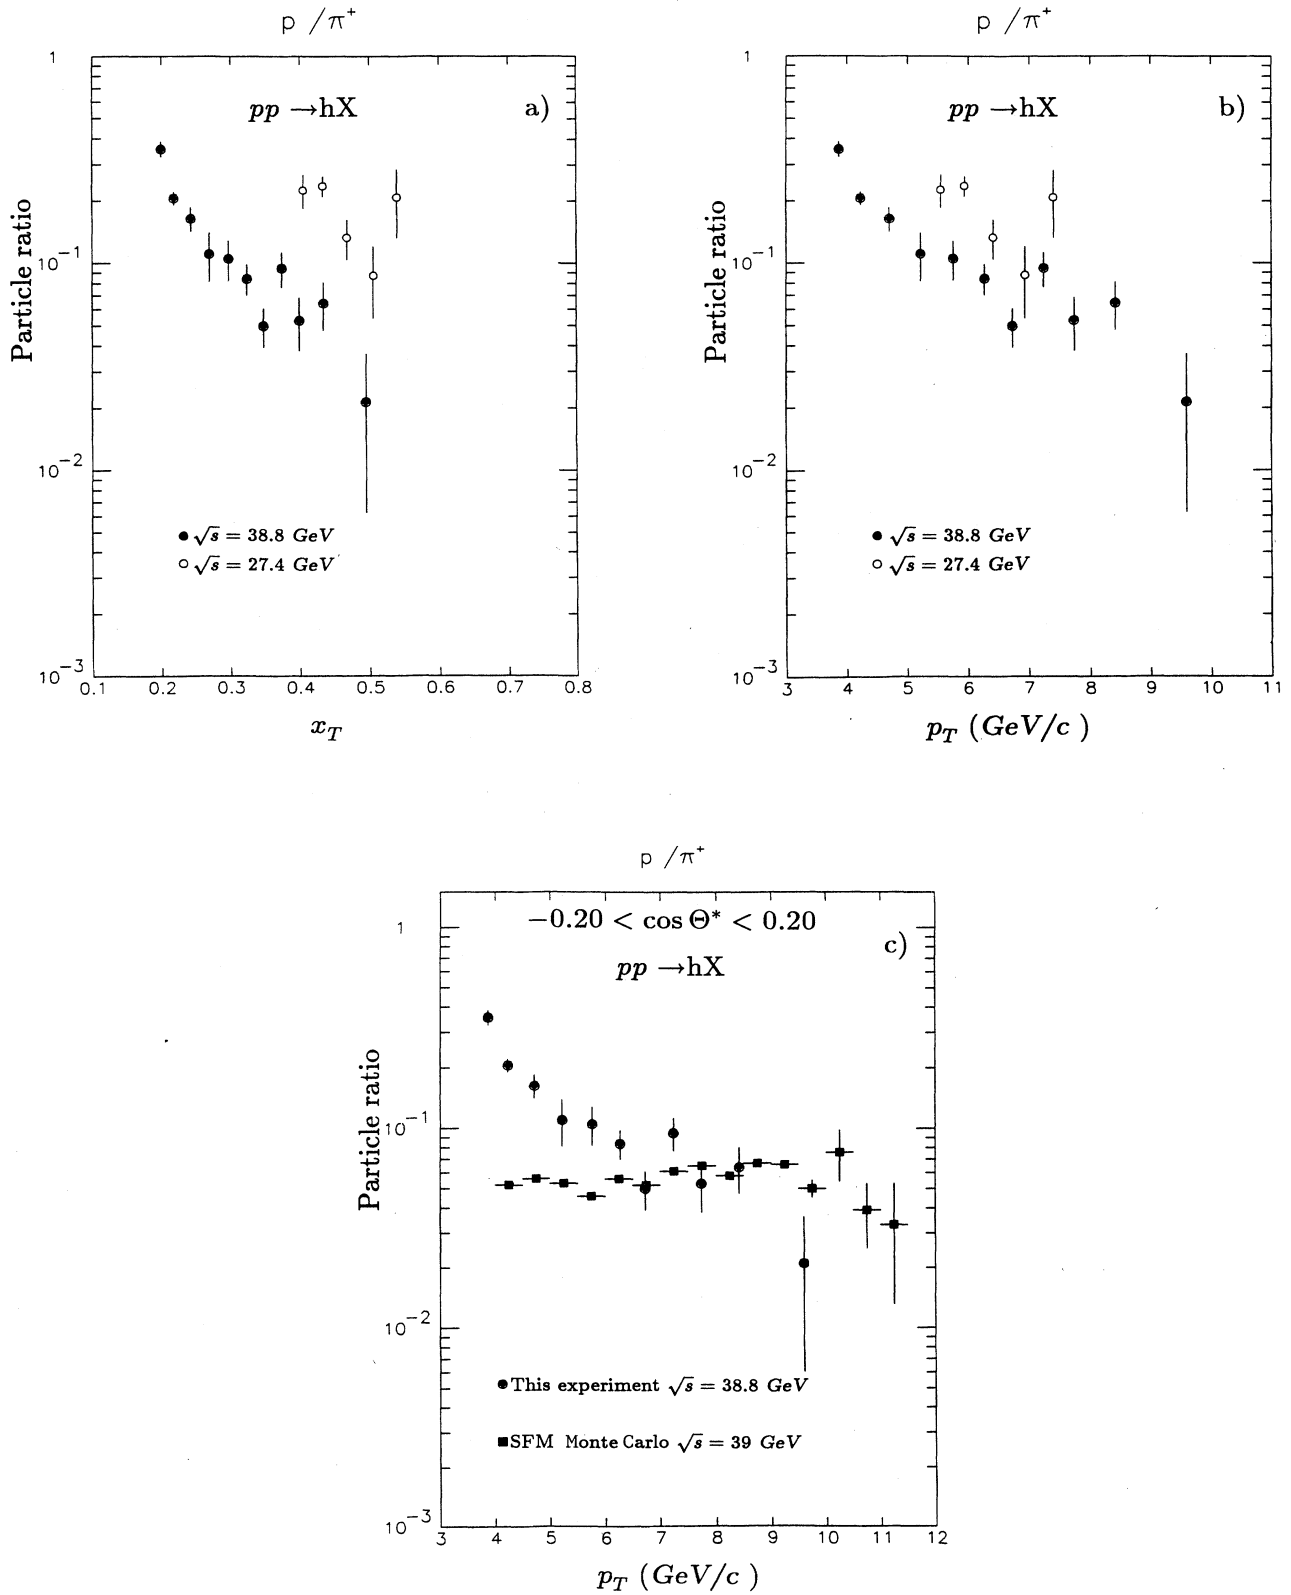 p /π⁺
pp →hX
a)
Particle ratio
1
10⁻¹
10⁻²
10⁻³
● √s = 38.8 GeV
○ √s = 27.4 GeV
0.1 0.2 0.3 0.4 0.5 0.6 0.7 0.8
x_T
p /π⁺
pp →hX
b)
Particle ratio
1
10⁻¹
10⁻²
10⁻³
● √s = 38.8 GeV
○ √s = 27.4 GeV
3 4 5 6 7 8 9 10 11
p_T (GeV/c )
p /π⁺
−0.20 < cos Θ* < 0.20
c)
pp →hX
Particle ratio
1
10⁻¹
10⁻²
10⁻³
● This experiment √s = 38.8 GeV
■ SFM Monte Carlo √s = 39 GeV
3 4 5 6 7 8 9 10 11 12
p_T (GeV/c )